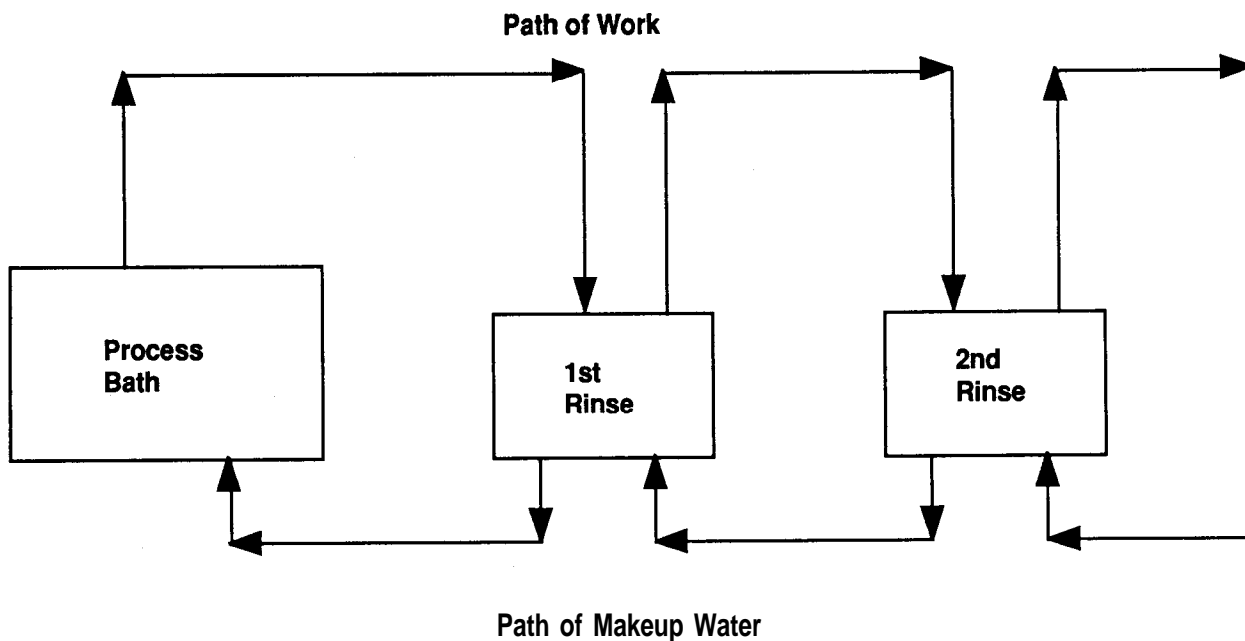 Path of Work
Process
Bath
1st
Rinse
2nd
Rinse
Path of Makeup Water